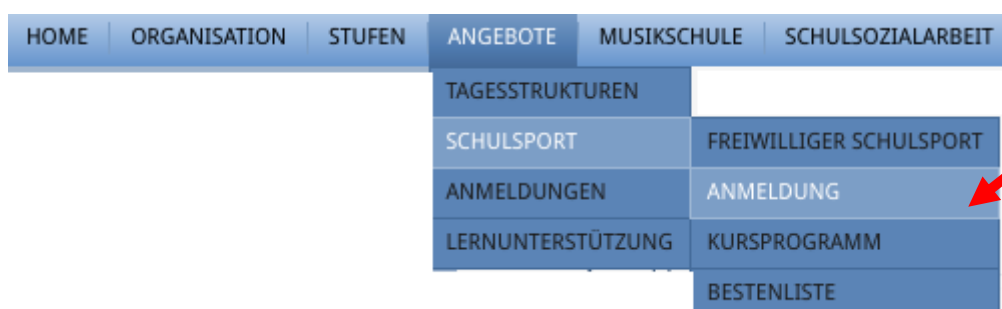 HOME ORGANISATION STUFEN ANGEBOTE MUSIKSCHULE SCHULSOZIALARBEIT
TAGESSTRUKTUREN
SCHULSPORT FREIWILLIGER SCHULSPORT
ANMELDUNGEN ANMELDUNG
LERNUNTERSTÜTZUNG KURSPROGRAMM
BESTENLISTE